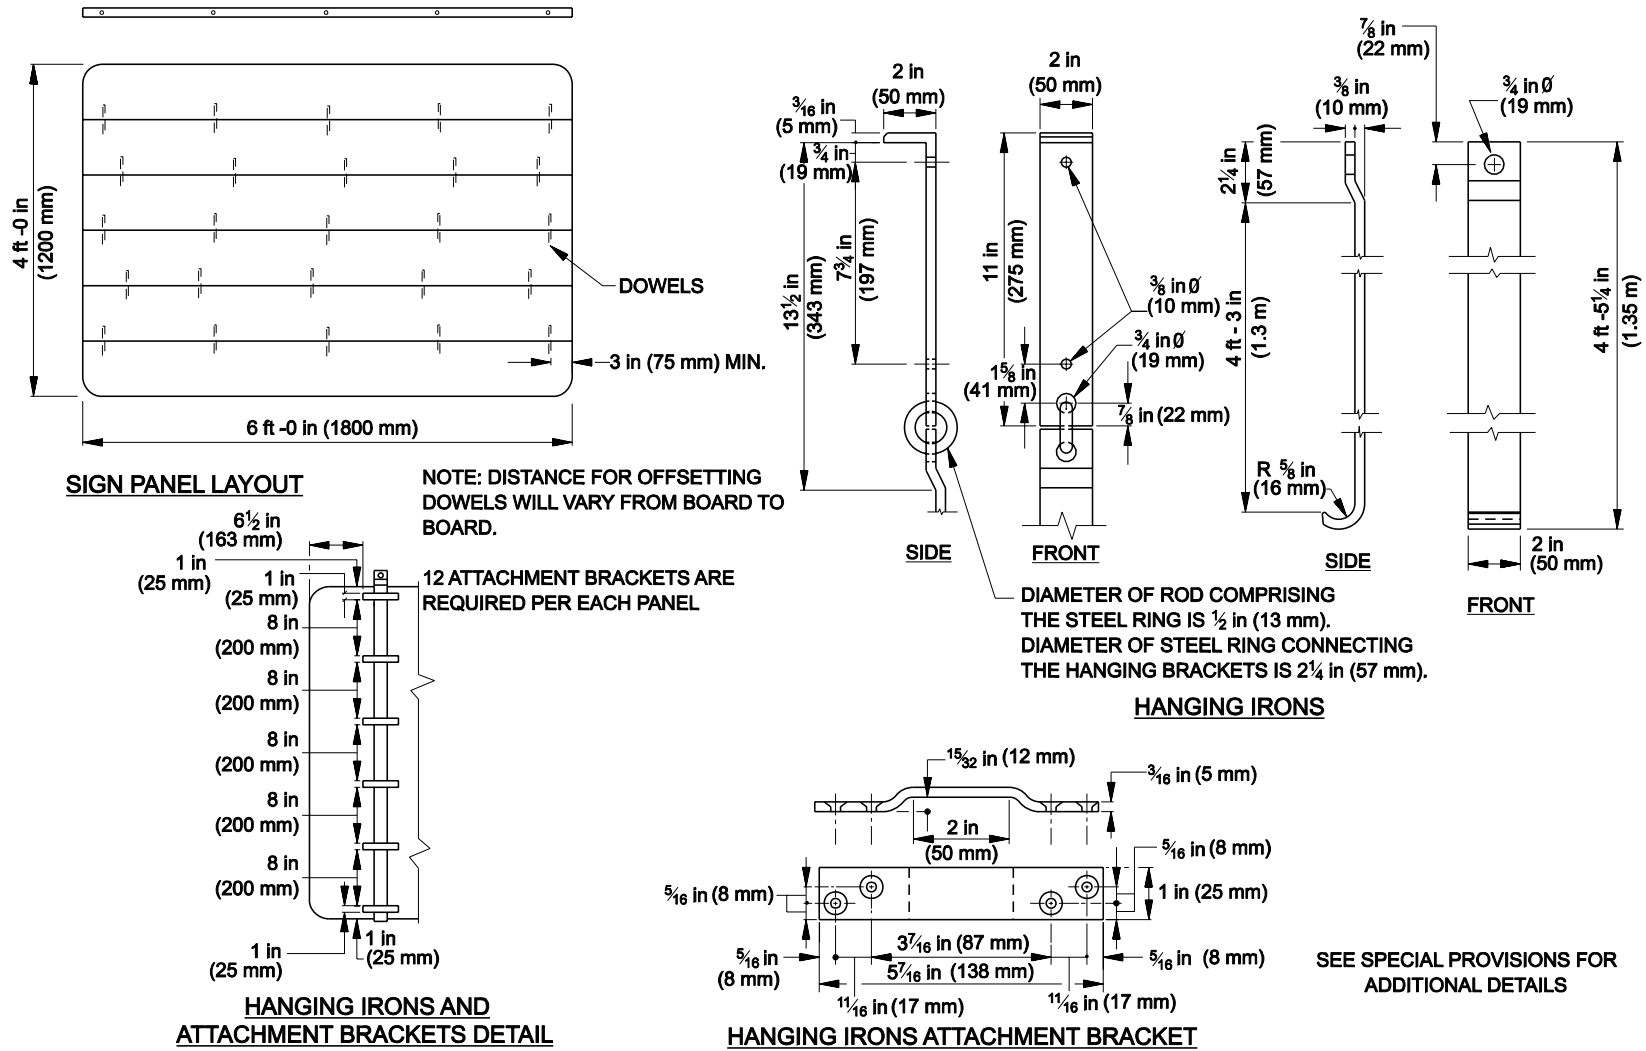 4 ft -0 in
(1200 mm)
DOWELS
3 in (75 mm) MIN.
6 ft -0 in (1800 mm)
SIGN PANEL LAYOUT
NOTE: DISTANCE FOR OFFSETTING
DOWELS WILL VARY FROM BOARD TO
BOARD.
12 ATTACHMENT BRACKETS ARE
REQUIRED PER EACH PANEL
6½ in
(163 mm)
1 in
(25 mm)
1 in
(25 mm)
8 in
(200 mm)
8 in
(200 mm)
8 in
(200 mm)
8 in
(200 mm)
8 in
(200 mm)
1 in
(25 mm)
1 in
(25 mm)
HANGING IRONS AND
ATTACHMENT BRACKETS DETAIL
2 in
(50 mm)
3/16 in
(5 mm)
¾ in
(19 mm)
7¾ in
(197 mm)
13½ in
(343 mm)
SIDE
2 in
(50 mm)
11 in
(275 mm)
⅜ in Ø
(10 mm)
¾ in Ø
(19 mm)
1⅝ in
(41 mm)
⅞ in (22 mm)
FRONT
DIAMETER OF ROD COMPRISING
THE STEEL RING IS ½ in (13 mm).
DIAMETER OF STEEL RING CONNECTING
THE HANGING BRACKETS IS 2¼ in (57 mm).
⅞ in
(22 mm)
⅜ in
(10 mm)
¾ in Ø
(19 mm)
2¼ in
(57 mm)
4 ft - 3 in
(1.3 m)
4 ft -5¼ in
(1.35 m)
R ⅝ in
(16 mm)
SIDE
2 in
(50 mm)
FRONT
HANGING IRONS
15/32 in (12 mm)
3/16 in (5 mm)
2 in
(50 mm)
5/16 in (8 mm)
5/16 in (8 mm)
1 in (25 mm)
3 7/16 in (87 mm)
5/16 in
(8 mm)
5 7/16 in (138 mm)
5/16 in (8 mm)
11/16 in (17 mm)
11/16 in (17 mm)
HANGING IRONS ATTACHMENT BRACKET
SEE SPECIAL PROVISIONS FOR
ADDITIONAL DETAILS